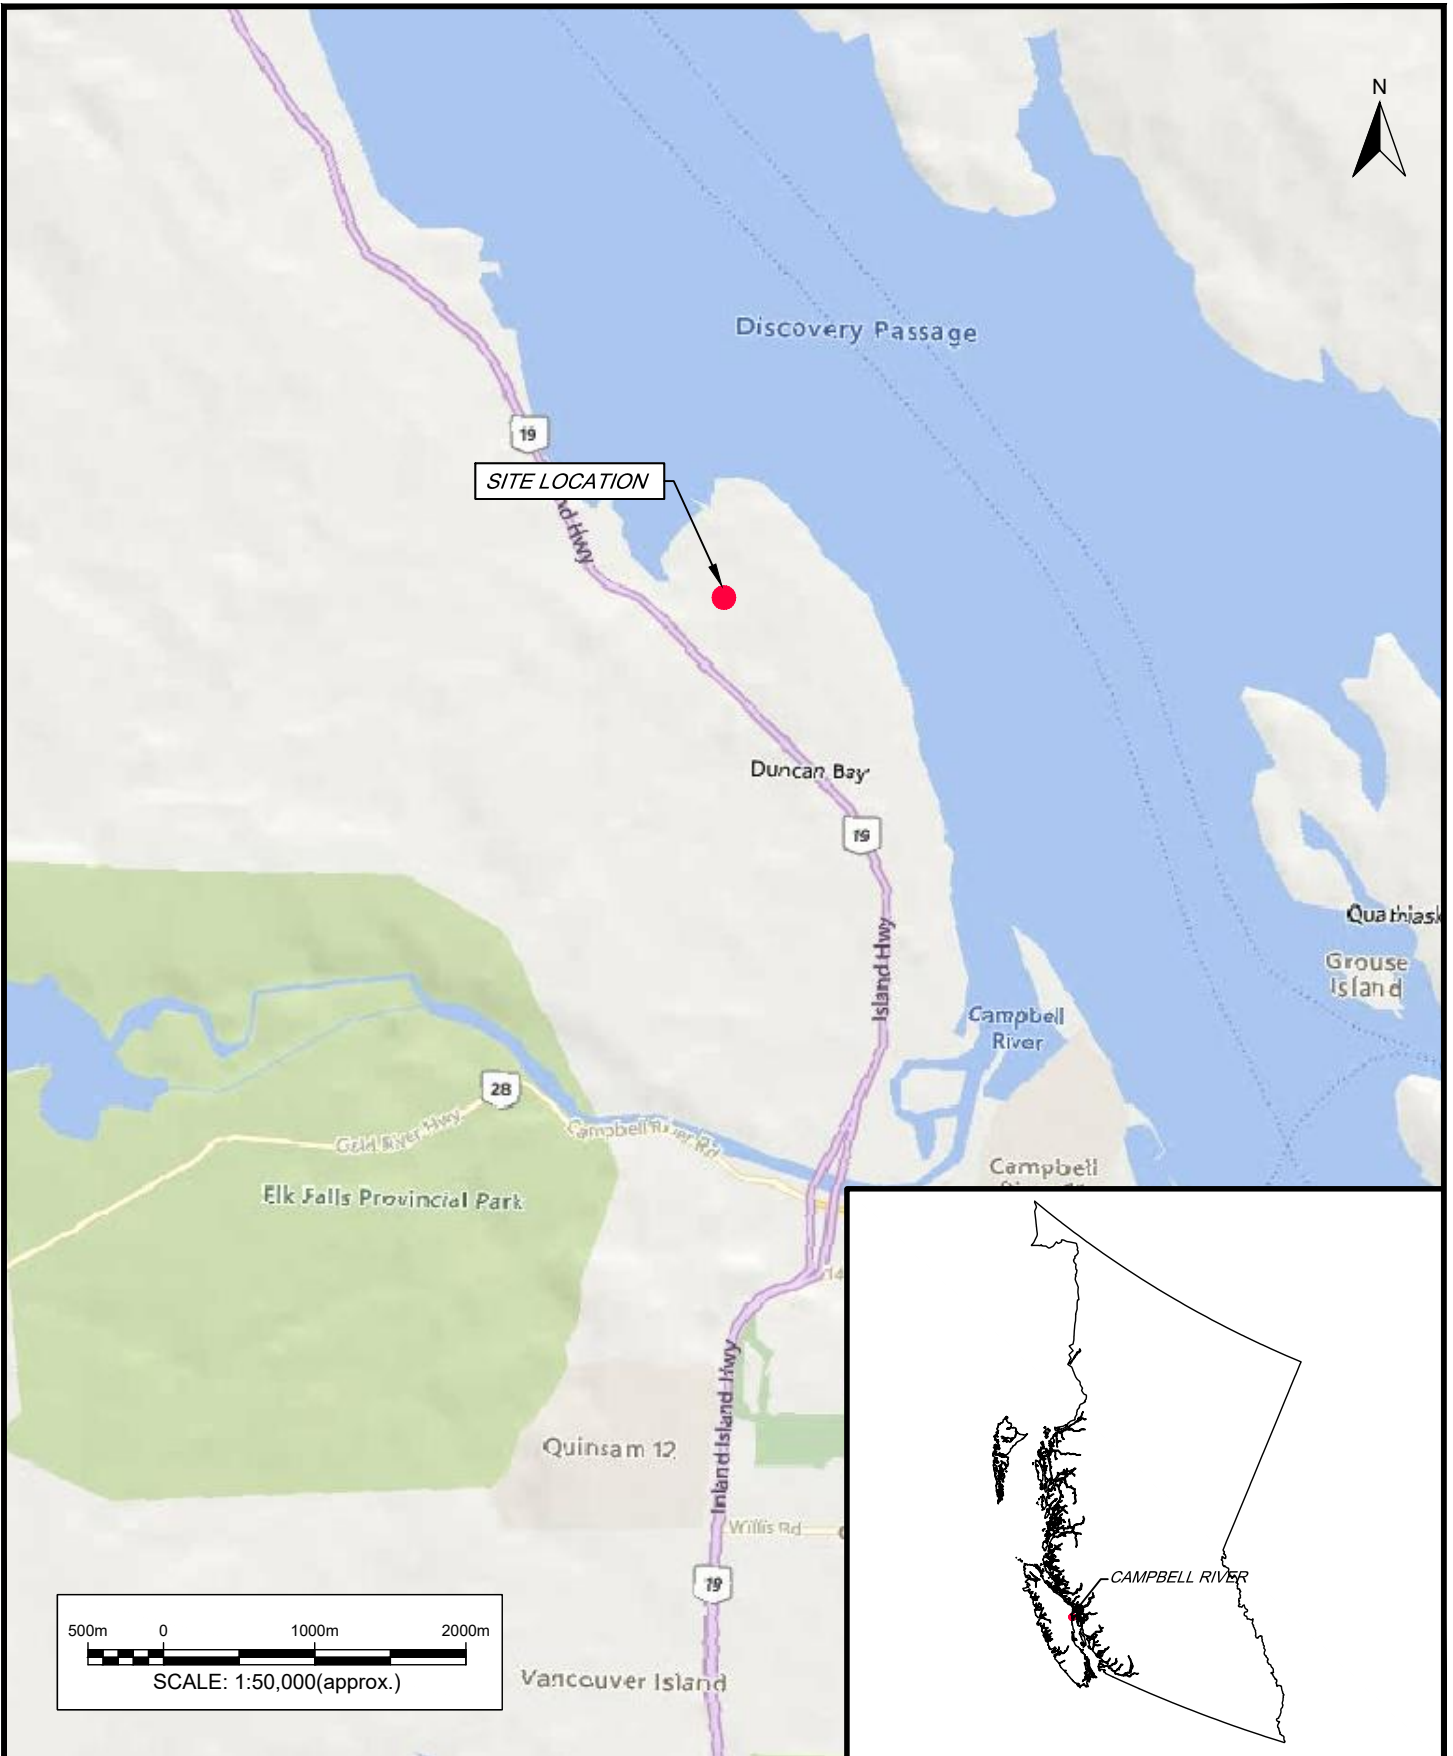 N
Discovery Passage
19
SITE LOCATION
nd Hwy
Duncan Bay
19
Island Hwy
Quathiask
Grouse
Island
Campbell
River
28
Gold River Hwy
Campbell River Rd
Campbell
Elk Falls Provincial Park
14
Inland Island Hwy
Quinsam 12
Willis Rd
19
CAMPBELL RIVER
500m 0 1000m 2000m
SCALE: 1:50,000(approx.)
Vancouver Island